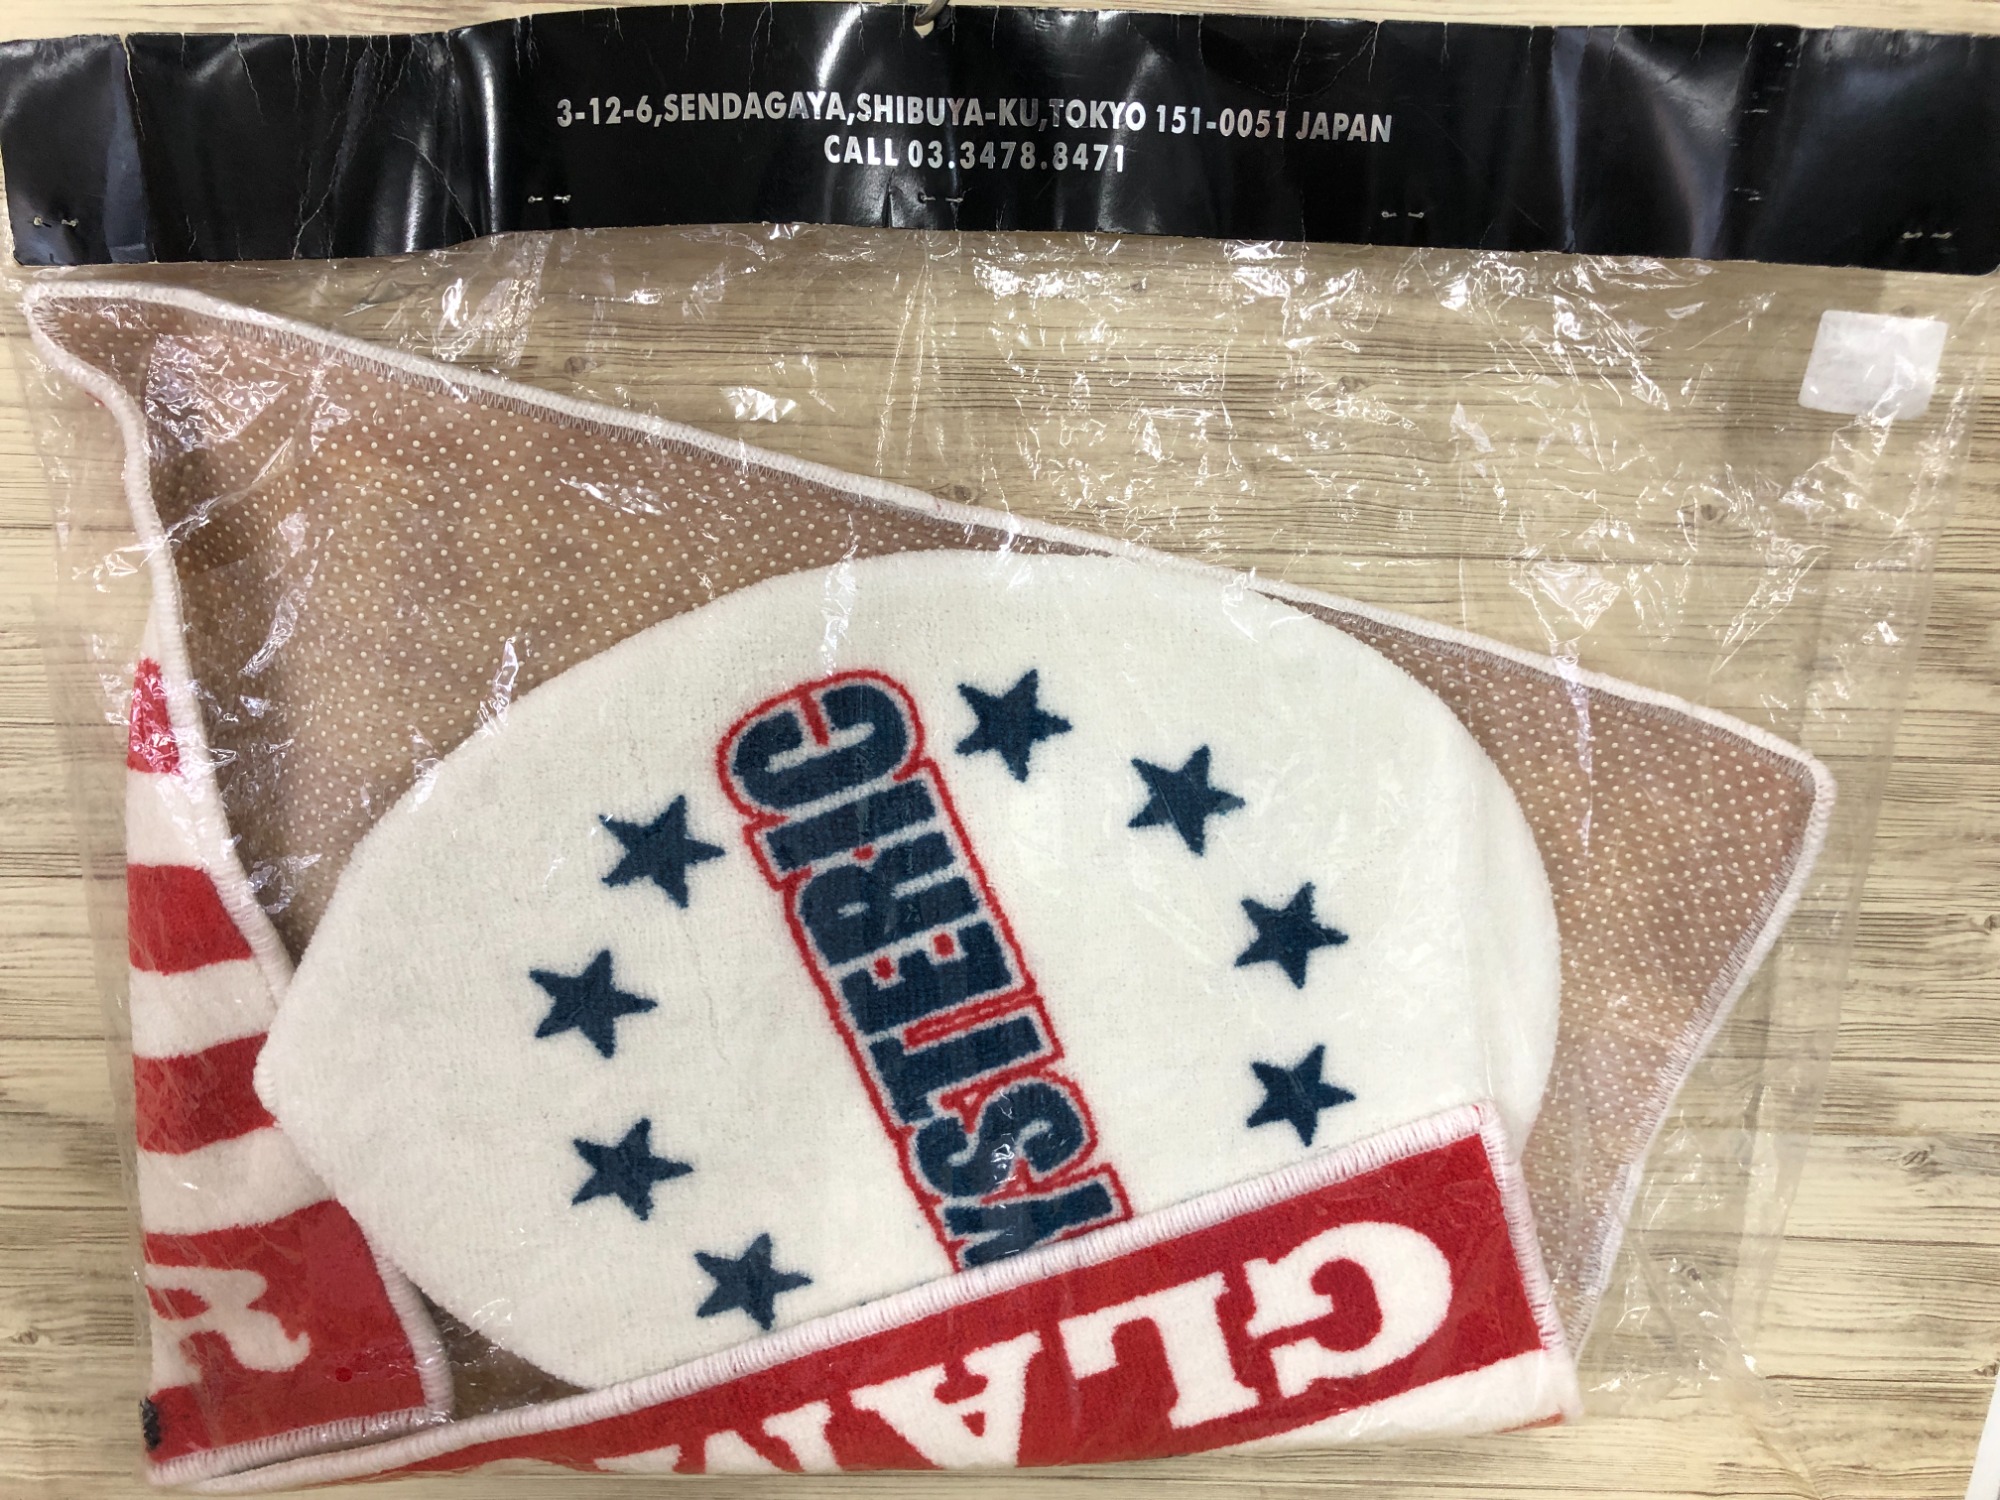 3-12-6,SENDAGAYA,SHIBUYA-KU,TOKYO 151-0051 JAPAN
CALL 03.3478.8471
YSTERIC
GLAM
R